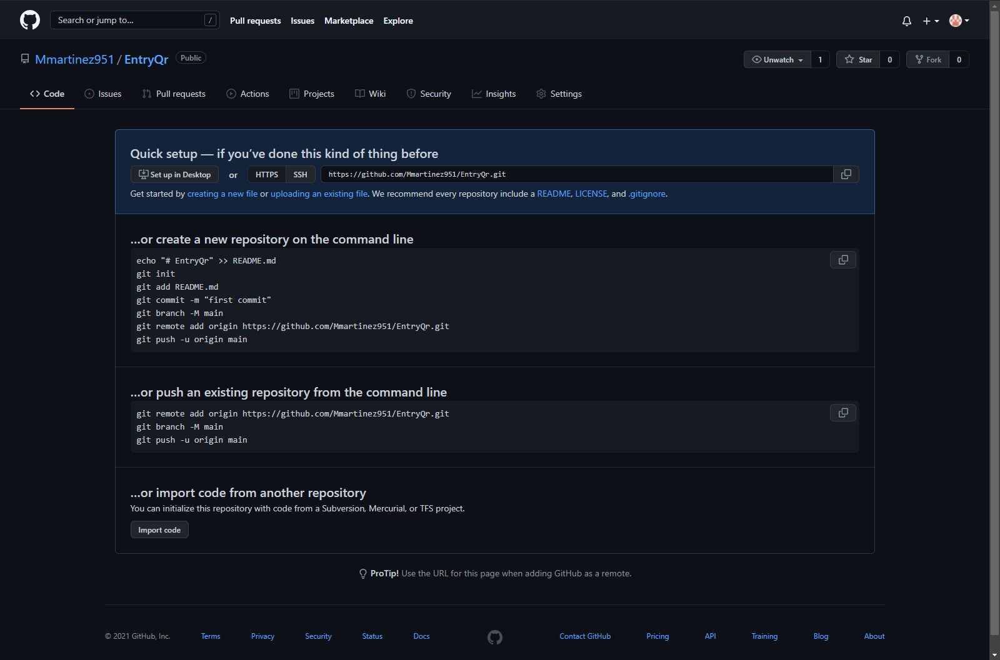 Search or jump to... /
Pull requests Issues Marketplace Explore
Mmartinez951 / EntryQr Public
Unwatch 1 Star 0 Fork 0
Code Issues Pull requests Actions Projects Wiki Security Insights Settings
Quick setup — if you’ve done this kind of thing before
Set up in Desktop or HTTPS SSH https://github.com/Mmartinez951/EntryQr.git
Get started by creating a new file or uploading an existing file. We recommend every repository include a README, LICENSE, and .gitignore.
…or create a new repository on the command line
echo "# EntryQr" >> README.md
git init
git add README.md
git commit -m "first commit"
git branch -M main
git remote add origin https://github.com/Mmartinez951/EntryQr.git
git push -u origin main
…or push an existing repository from the command line
git remote add origin https://github.com/Mmartinez951/EntryQr.git
git branch -M main
git push -u origin main
…or import code from another repository
You can initialize this repository with code from a Subversion, Mercurial, or TFS project.
Import code
ProTip! Use the URL for this page when adding GitHub as a remote.
© 2021 GitHub, Inc. Terms Privacy Security Status Docs Contact GitHub Pricing API Training Blog About